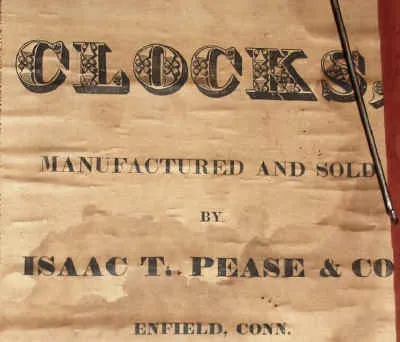 CLOCKS,
MANUFACTURED AND SOLD
BY
ISAAC T. PEASE & CO
ENFIELD, CONN.